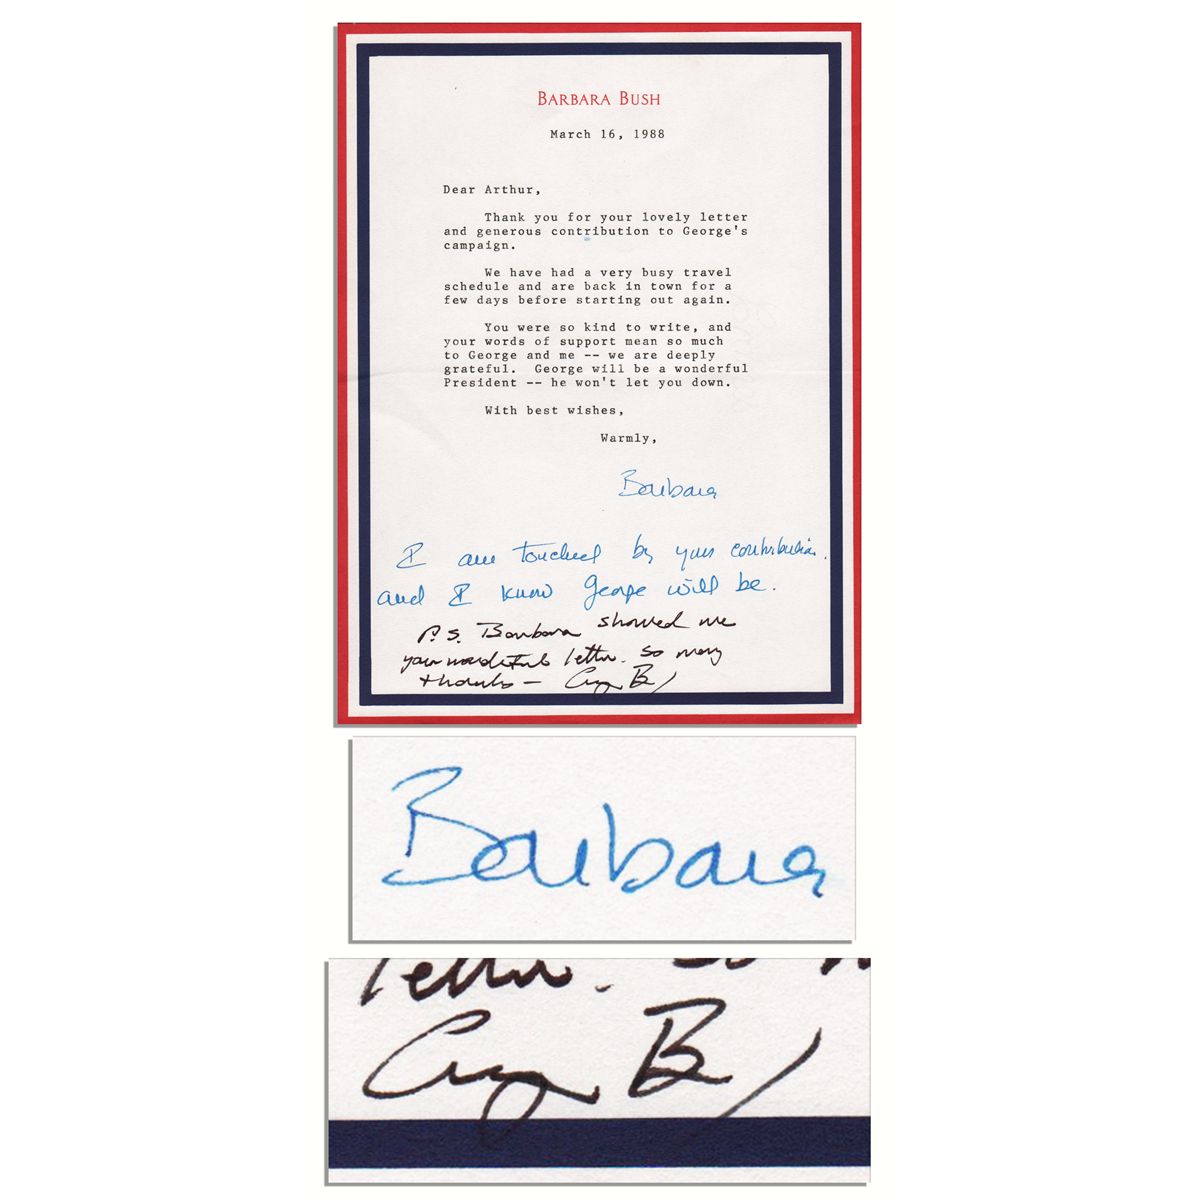 BARBARA BUSH
March 16, 1988
Dear Arthur,
Thank you for your lovely letter
and generous contribution to George's
campaign.
We have had a very busy travel
schedule and are back in town for a
few days before starting out again.
You were so kind to write, and
your words of support mean so much
to George and me -- we are deeply
grateful. George will be a wonderful
President -- he won't let you down.
With best wishes,
Warmly,
Barbara
I am touched by your contribution.
and I know George will be.
P.S. Barbara showed me
your wonderful letter. So many
thanks — George B
Barbara
letter. So m
George B